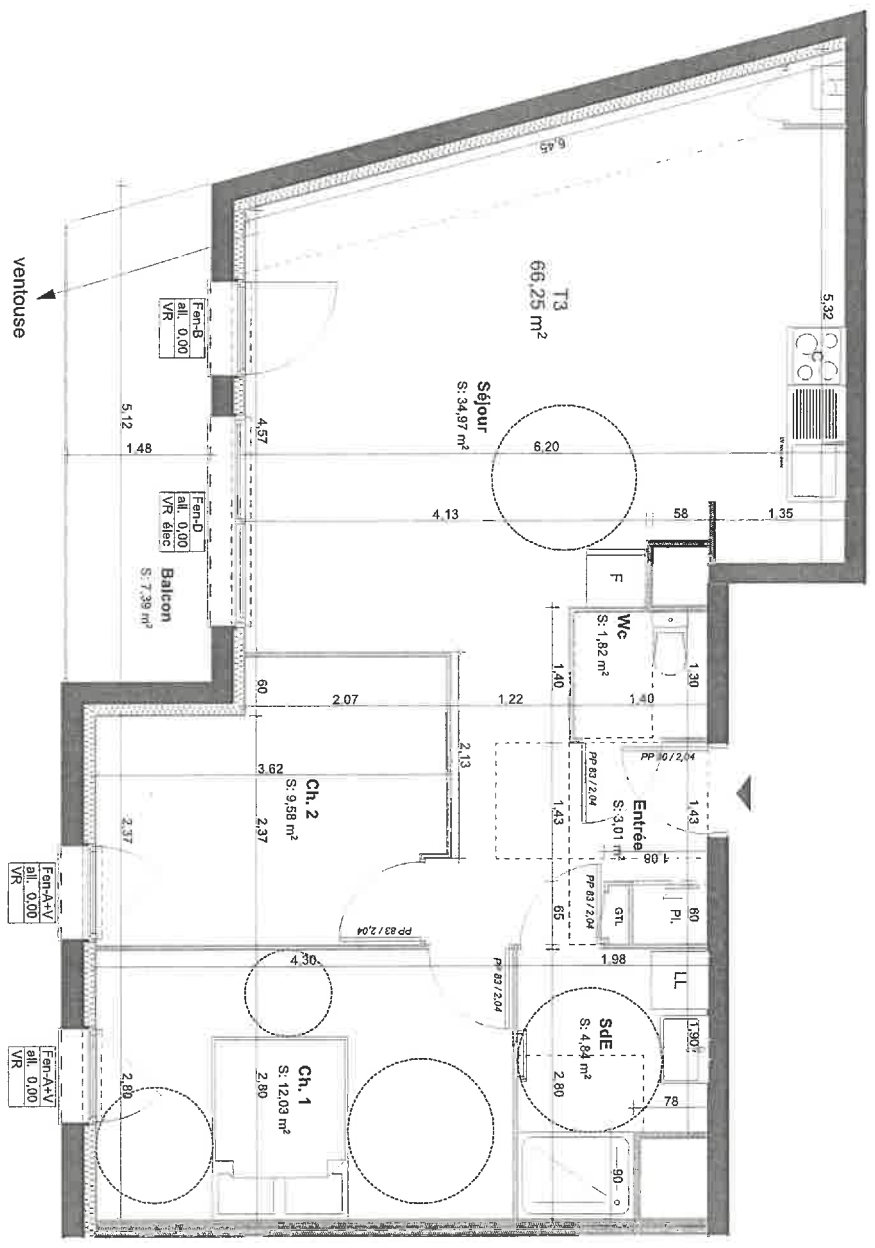 6,45
5,32
T3
66,25 m²
C
Séjour
S: 34,97 m²
6,20
4,57
ventouse
Fen-B
all. 0,00
VR
5,12
1,48
Fen-D
all. 0,00
VR élec
4,13
58
1,35
Balcon
S: 7,39 m²
F
Wc
S: 1,82 m²
1,40
1,30
60
2,07
1,22
1,40
2,13
PP 83 / 2,04
PP 90 / 2,04
Entrée
S: 3,01 m²
1,43
1,43
1,08
3,62
Ch. 2
S: 9,58 m²
2,37
2,37
Fen-A+V
all. 0,00
VR
PP 83 / 2,04
PP 83 / 2,04
65
GTL
Pl.
60
4,30
1,98
PP 83 / 2,04
LL
SdE
S: 4,84 m²
1,90
Ch. 1
S: 12,03 m²
2,80
2,80
2,80
78
90
Fen-A+V
all. 0,00
VR